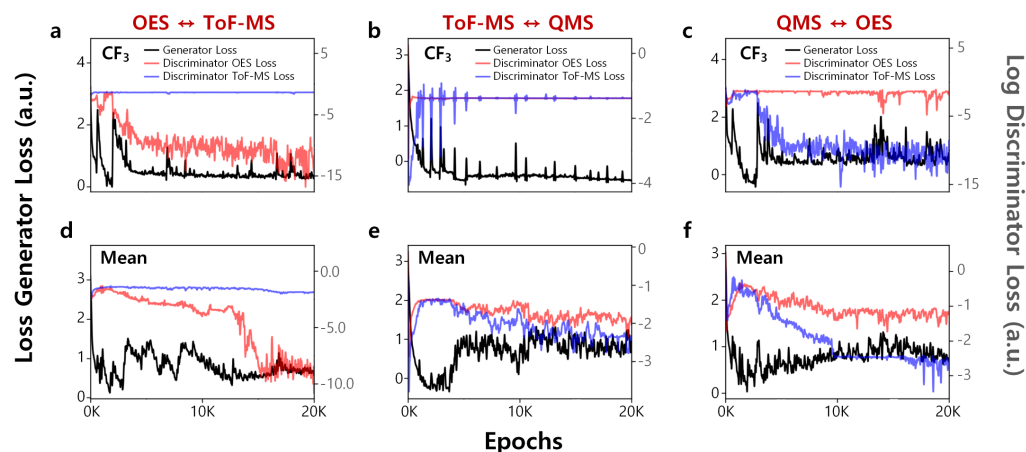 OES ↔ ToF-MS
ToF-MS ↔ QMS
QMS ↔ OES
a
CF3
Generator Loss
Discriminator OES Loss
Discriminator ToF-MS Loss
4
2
0
5
-5
-15
b
CF3
Generator Loss
Discriminator OES Loss
Discriminator ToF-MS Loss
3
2
2
0
0
-2
-4
c
CF3
Generator Loss
Discriminator OES Loss
Discriminator ToF-MS Loss
4
2
0
5
-5
-15
Loss Generator Loss (a.u.)
Log Discriminator Loss (a.u.)
d
Mean
3
2
1
0
0.0
-5.0
-10.0
0K
10K
20K
e
Mean
3
2
1
0
0
-1
-2
-3
0K
10K
20K
f
Mean
3
2
1
0
0
-1
-2
-3
0K
10K
20K
Epochs